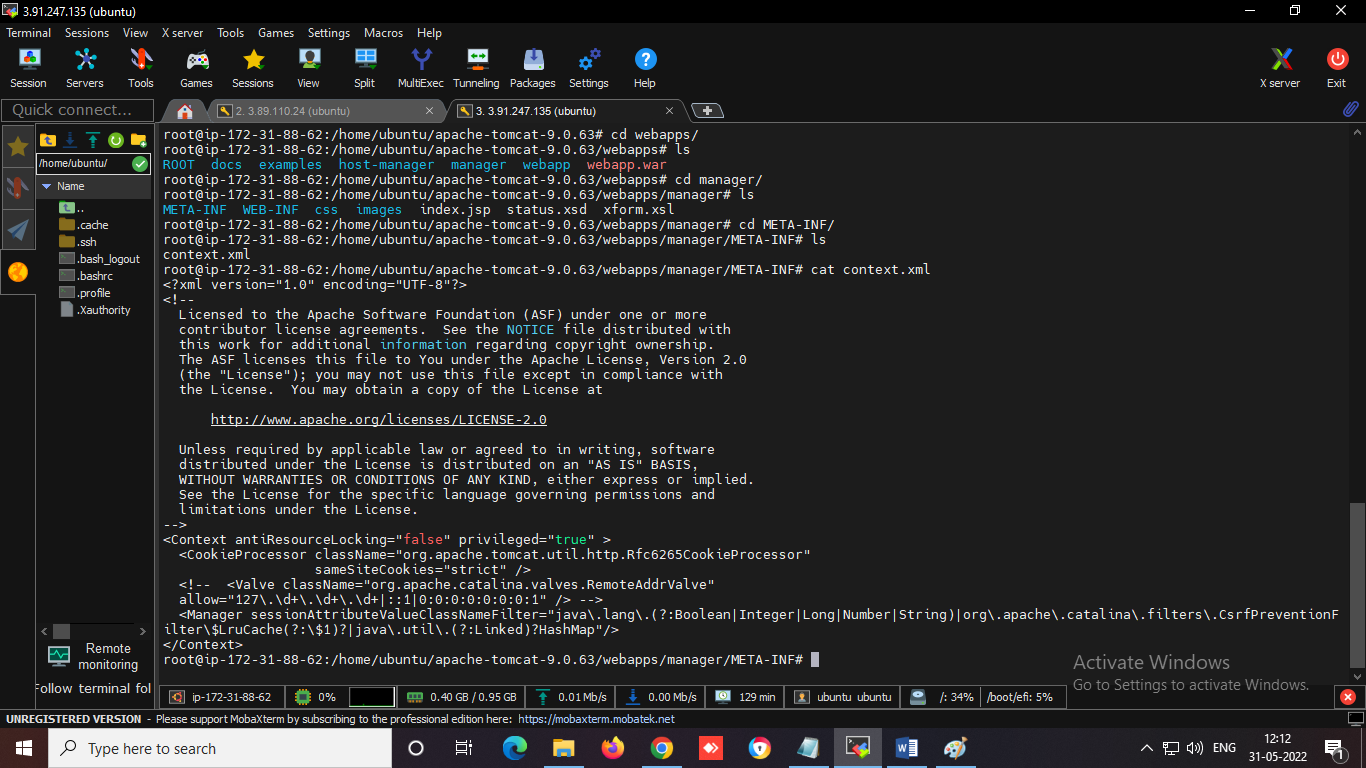 3.91.247.135 (ubuntu)
Terminal Sessions View X server Tools Games Settings Macros Help
Session Servers Tools Games Sessions View Split MultiExec Tunneling Packages Settings Help X server Exit
Quick connect...
2. 3.89.110.24 (ubuntu)
3. 3.91.247.135 (ubuntu)
/home/ubuntu/
Name
..
.cache
.ssh
.bash_logout
.bashrc
.profile
.Xauthority
Remote
monitoring
Follow terminal fol
root@ip-172-31-88-62:/home/ubuntu/apache-tomcat-9.0.63# cd webapps/
root@ip-172-31-88-62:/home/ubuntu/apache-tomcat-9.0.63/webapps# ls
ROOT  docs  examples  host-manager  manager  webapp  webapp.war
root@ip-172-31-88-62:/home/ubuntu/apache-tomcat-9.0.63/webapps# cd manager/
root@ip-172-31-88-62:/home/ubuntu/apache-tomcat-9.0.63/webapps/manager# ls
META-INF  WEB-INF  css  images  index.jsp  status.xsd  xform.xsl
root@ip-172-31-88-62:/home/ubuntu/apache-tomcat-9.0.63/webapps/manager# cd META-INF/
root@ip-172-31-88-62:/home/ubuntu/apache-tomcat-9.0.63/webapps/manager/META-INF# ls
context.xml
root@ip-172-31-88-62:/home/ubuntu/apache-tomcat-9.0.63/webapps/manager/META-INF# cat context.xml
<?xml version="1.0" encoding="UTF-8"?>
<!--
  Licensed to the Apache Software Foundation (ASF) under one or more
  contributor license agreements.  See the NOTICE file distributed with
  this work for additional information regarding copyright ownership.
  The ASF licenses this file to You under the Apache License, Version 2.0
  (the "License"); you may not use this file except in compliance with
  the License.  You may obtain a copy of the License at
      http://www.apache.org/licenses/LICENSE-2.0
  Unless required by applicable law or agreed to in writing, software
  distributed under the License is distributed on an "AS IS" BASIS,
  WITHOUT WARRANTIES OR CONDITIONS OF ANY KIND, either express or implied.
  See the License for the specific language governing permissions and
  limitations under the License.
-->
<Context antiResourceLocking="false" privileged="true" >
  <CookieProcessor className="org.apache.tomcat.util.http.Rfc6265CookieProcessor"
                   sameSiteCookies="strict" />
  <!--  <Valve className="org.apache.catalina.valves.RemoteAddrValve"
  allow="127\.\d+\.\d+\.\d+|::1|0:0:0:0:0:0:0:1" /> -->
  <Manager sessionAttributeValueClassNameFilter="java\.lang\.(?:Boolean|Integer|Long|Number|String)|org\.apache\.catalina\.filters\.CsrfPreventionF
ilter\$LruCache(?:\$1)?|java\.util\.(?:Linked)?HashMap"/>
</Context>
root@ip-172-31-88-62:/home/ubuntu/apache-tomcat-9.0.63/webapps/manager/META-INF#
Activate Windows
Go to Settings to activate Windows.
ip-172-31-88-62 0% 0.40 GB / 0.95 GB 0.01 Mb/s 0.00 Mb/s 129 min ubuntu ubuntu /: 34% /boot/efi: 5%
UNREGISTERED VERSION - Please support MobaXterm by subscribing to the professional edition here: https://mobaxterm.mobatek.net
Type here to search
ENG
12:12
31-05-2022
1